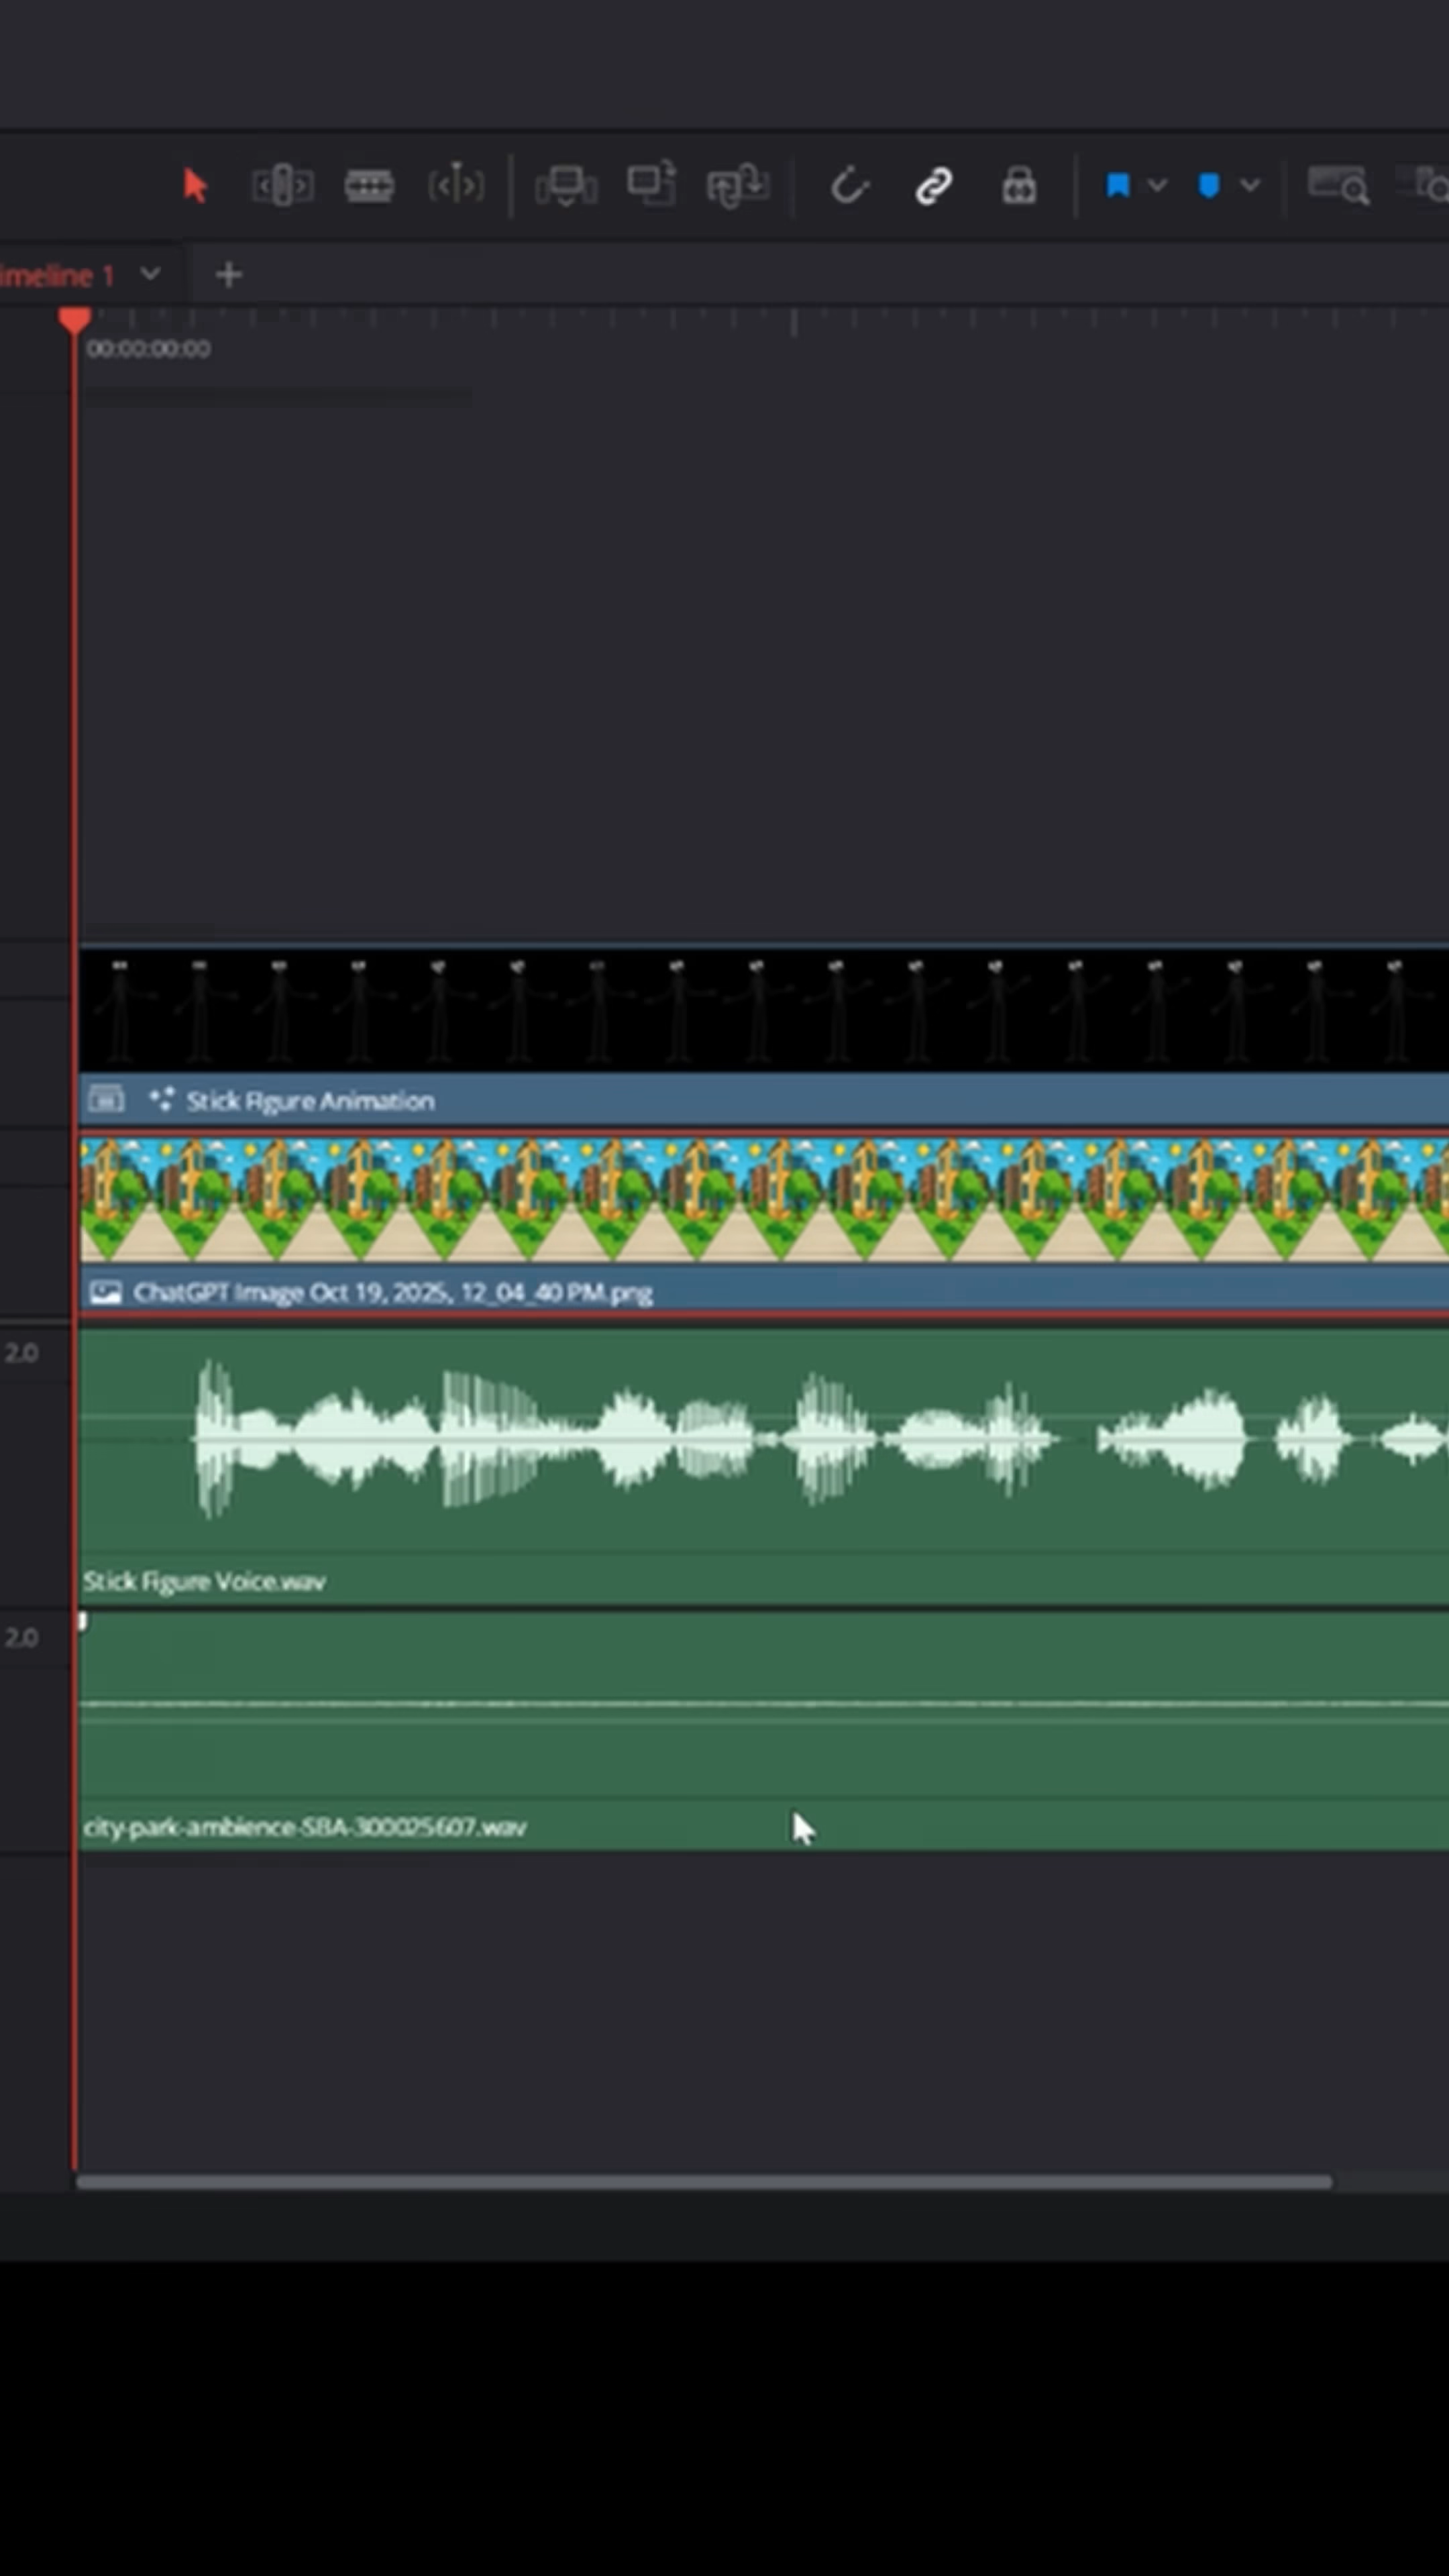 imeline 1
00:00:00:00
Stick Figure Animation
ChatGPT Image Oct 19, 2025, 12_04_40 PM.png
2.0
Stick Figure Voice.wav
2.0
city-park-ambience-SBA-300025607.wav